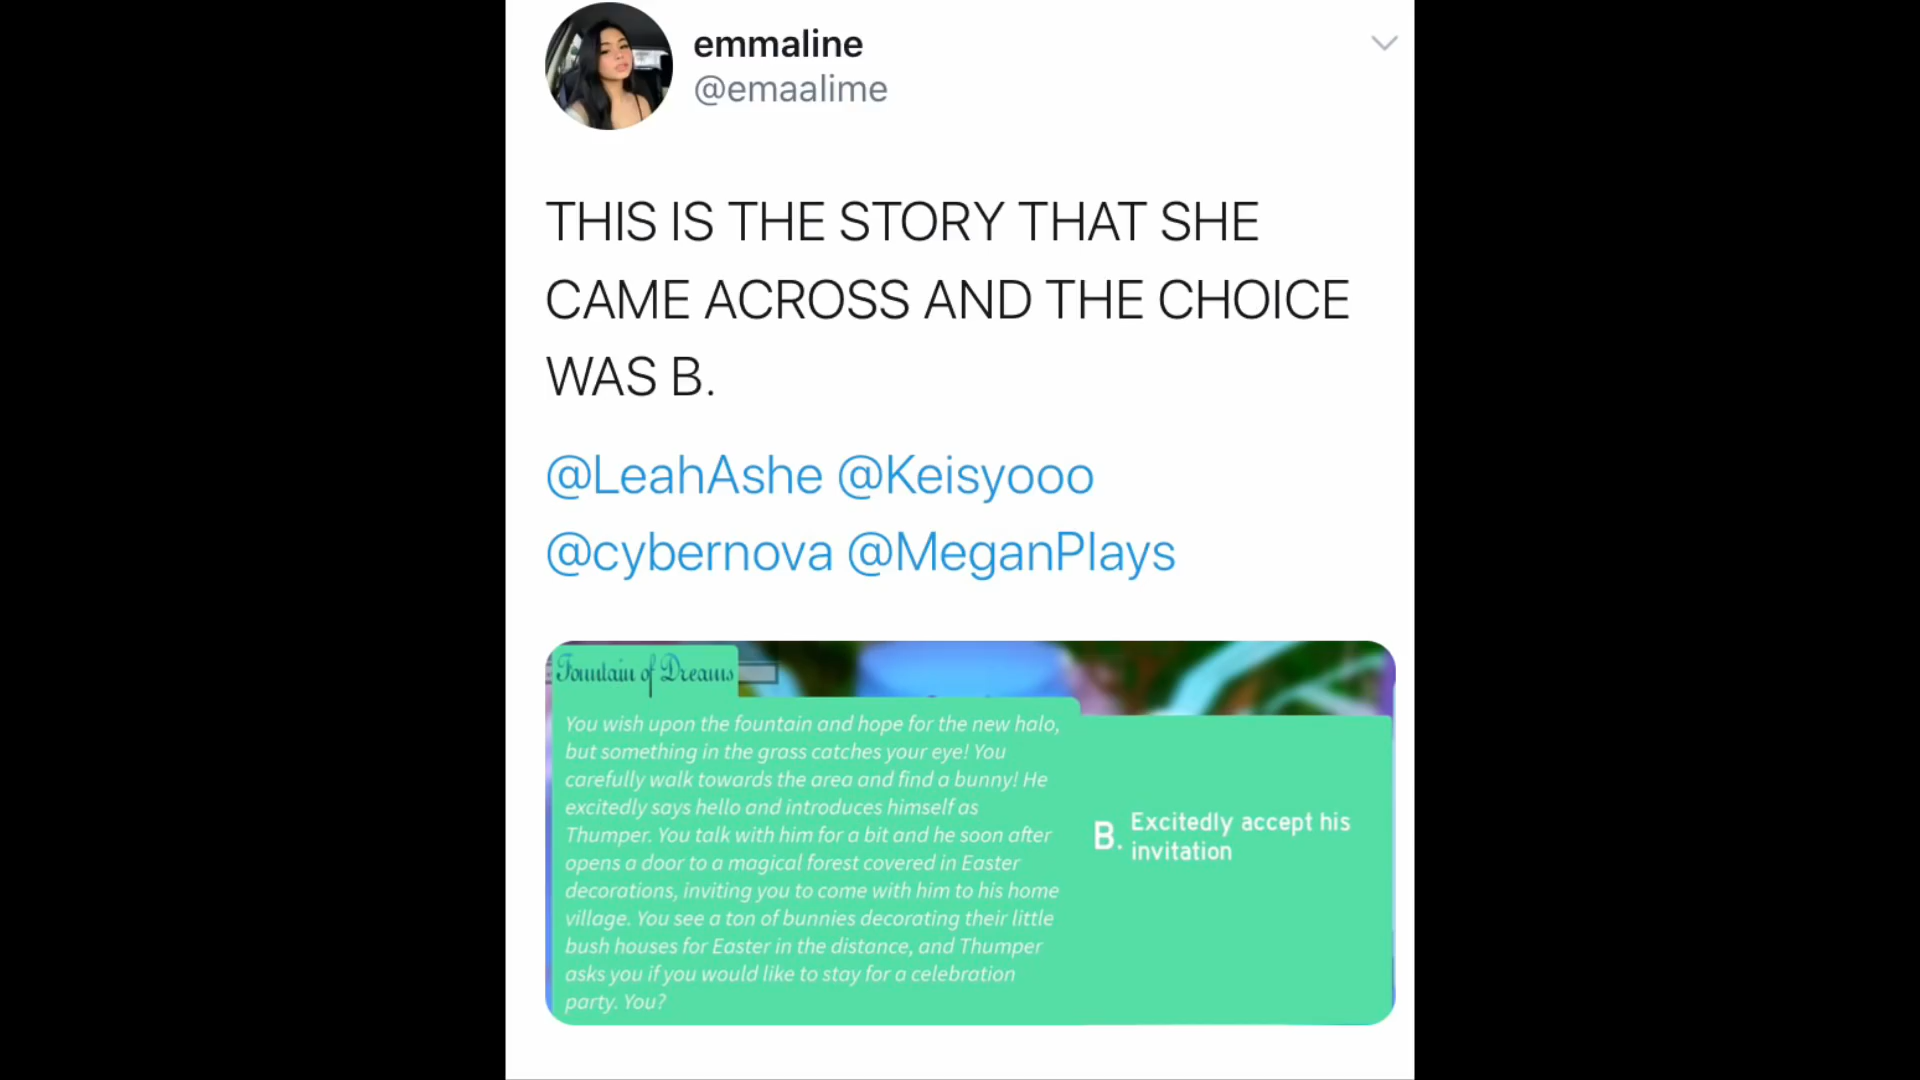 emmaline
@emaalime
THIS IS THE STORY THAT SHE
CAME ACROSS AND THE CHOICE
WAS B.
@LeahAshe @Keisyooo
@cybernova @MeganPlays
Fountain of Dreams
You wish upon the fountain and hope for the new halo,
but something in the grass catches your eye! You
carefully walk towards the area and find a bunny! He
excitedly says hello and introduces himself as
Thumper. You talk with him for a bit and he soon after
opens a door to a magical forest covered in Easter
decorations, inviting you to come with him to his home
village. You see a ton of bunnies decorating their little
bush houses for Easter in the distance, and Thumper
asks you if you would like to stay for a celebration
party. You?
B. Excitedly accept his
invitation